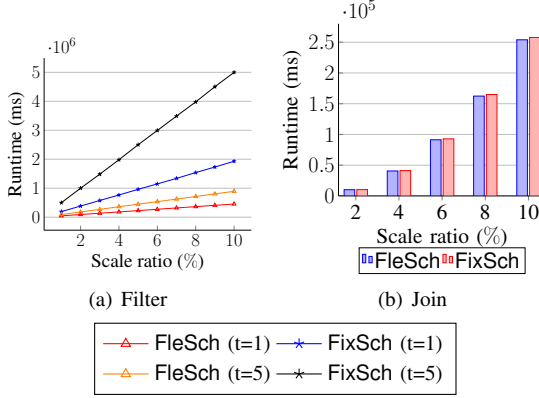 ·10^6
5
4
3
2
1
0
Runtime (ms)
2 4 6 8 10
Scale ratio (%)
(a) Filter
·10^5
2.5
2
1.5
1
0.5
0
Runtime (ms)
2 4 6 8 10
Scale ratio (%)
FleSch FixSch
(b) Join
FleSch (t=1) FixSch (t=1)
FleSch (t=5) FixSch (t=5)